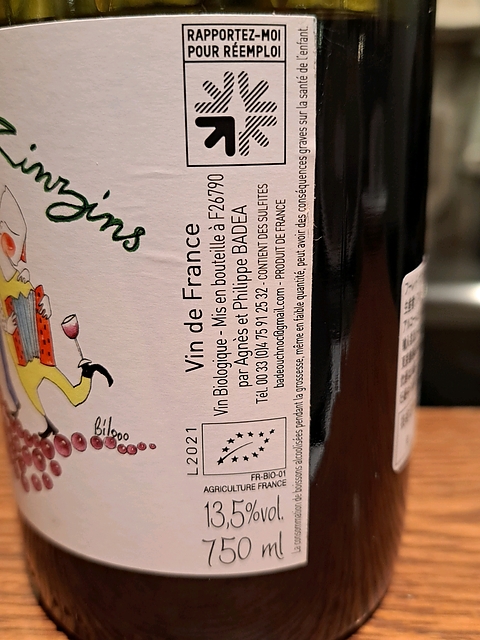 Zinzins
Bilooo
RAPPORTEZ-MOI
POUR RÉEMPLOI
Vin de France
Vin Biologique - Mis en bouteille à F26790
par Agnès et Philippe BADEA
Tél. 00 33 (0)4 75 91 25 32 - CONTIENT DES SULFITES
badeouchnoc@gmail.com - PRODUIT DE FRANCE
L2021
FR-BIO-01
AGRICULTURE FRANCE
13,5%vol.
750 ml
La consommation de boissons alcoolisées pendant la grossesse, même en faible quantité, peut avoir des conséquences graves sur la santé de l'enfant.